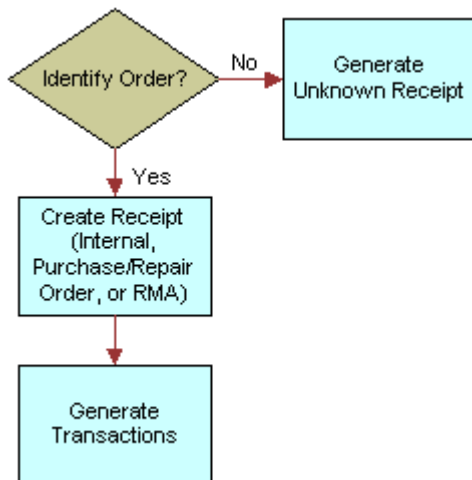 Identify Order?
No
Generate
Unknown Receipt
Yes
Create Receipt
(Internal,
Purchase/Repair
Order, or RMA)
Generate
Transactions